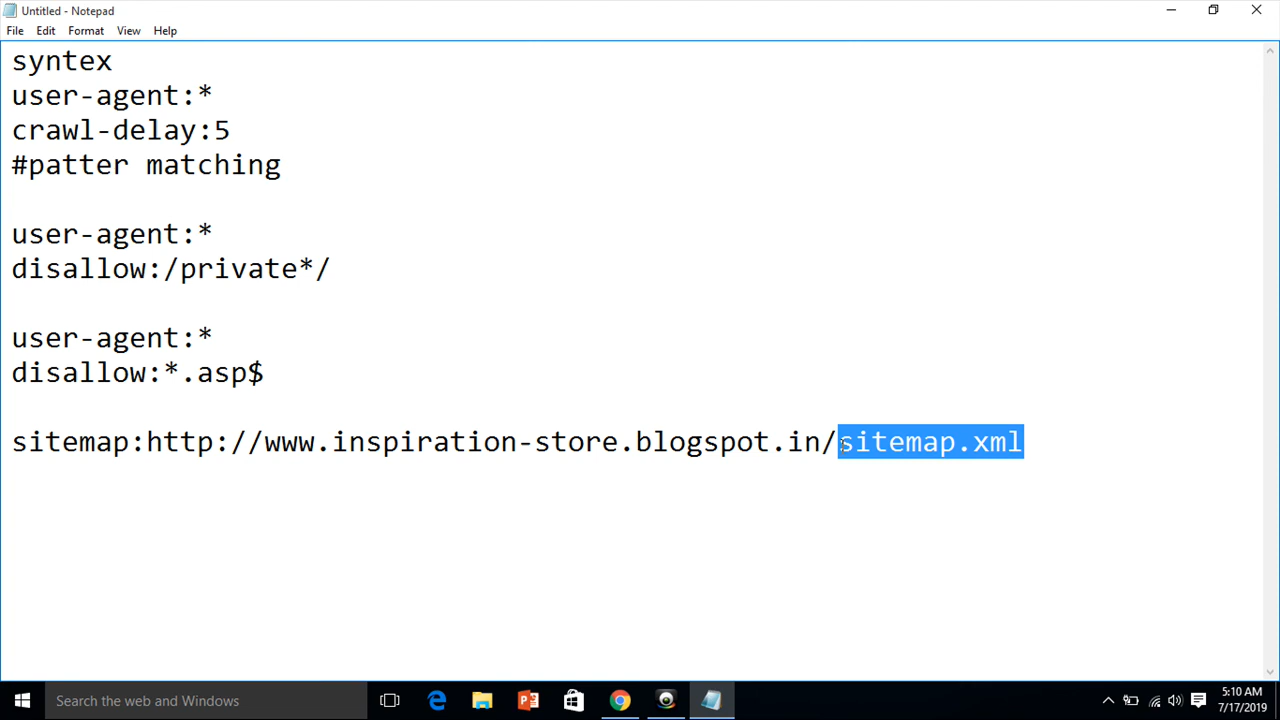 Untitled - Notepad
File Edit Format View Help
syntex
user-agent:*
crawl-delay:5
#patter matching
user-agent:*
disallow:/private*/
user-agent:*
disallow:*.asp$
sitemap:http://www.inspiration-store.blogspot.in/sitemap.xml
Search the web and Windows
5:10 AM
7/17/2019